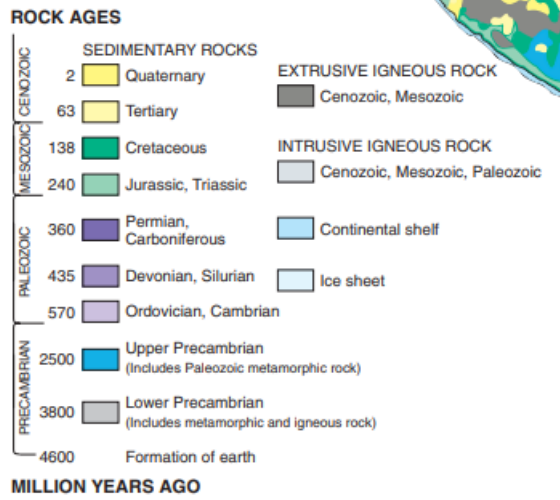 ROCK AGES
SEDIMENTARY ROCKS
CENOZOIC
2 Quaternary
63 Tertiary
MESOZOIC
138 Cretaceous
240 Jurassic, Triassic
PALEOZOIC
360 Permian,
Carboniferous
435 Devonian, Silurian
570 Ordovician, Cambrian
PRECAMBRIAN
2500 Upper Precambrian
(Includes Paleozoic metamorphic rock)
3800 Lower Precambrian
(Includes metamorphic and igneous rock)
4600 Formation of earth
MILLION YEARS AGO
EXTRUSIVE IGNEOUS ROCK
Cenozoic, Mesozoic
INTRUSIVE IGNEOUS ROCK
Cenozoic, Mesozoic, Paleozoic
Continental shelf
Ice sheet